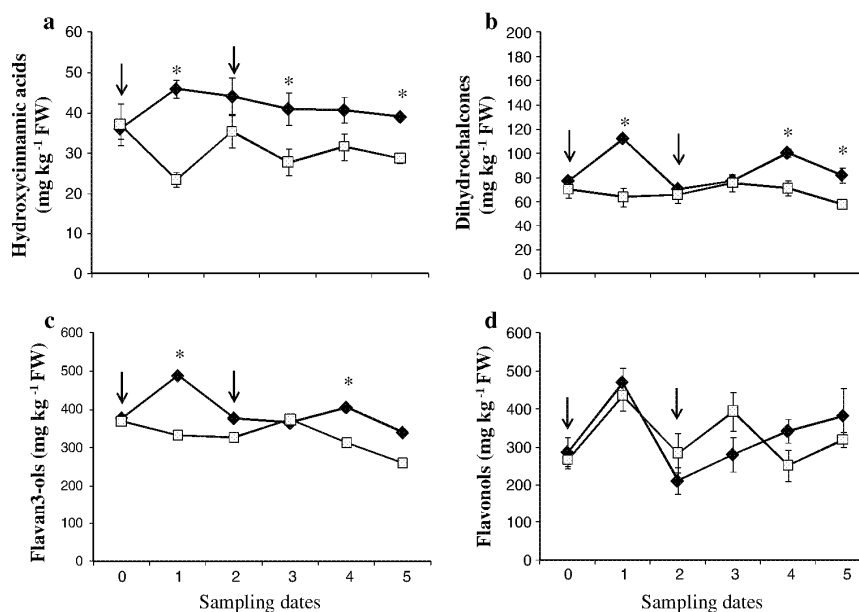 a
60
50
40
30
20
10
0
Hydroxycinnamic acids
(mg kg⁻¹ FW)
*
*
*
b
200
180
160
140
120
100
80
60
40
20
0
Dihydrochalcones
(mg kg⁻¹ FW)
*
*
*
c
600
500
400
300
200
100
0
Flavan3-ols (mg kg⁻¹ FW)
*
*
0 1 2 3 4 5
Sampling dates
d
600
500
400
300
200
100
0
Flavonols (mg kg⁻¹ FW)
0 1 2 3 4 5
Sampling dates